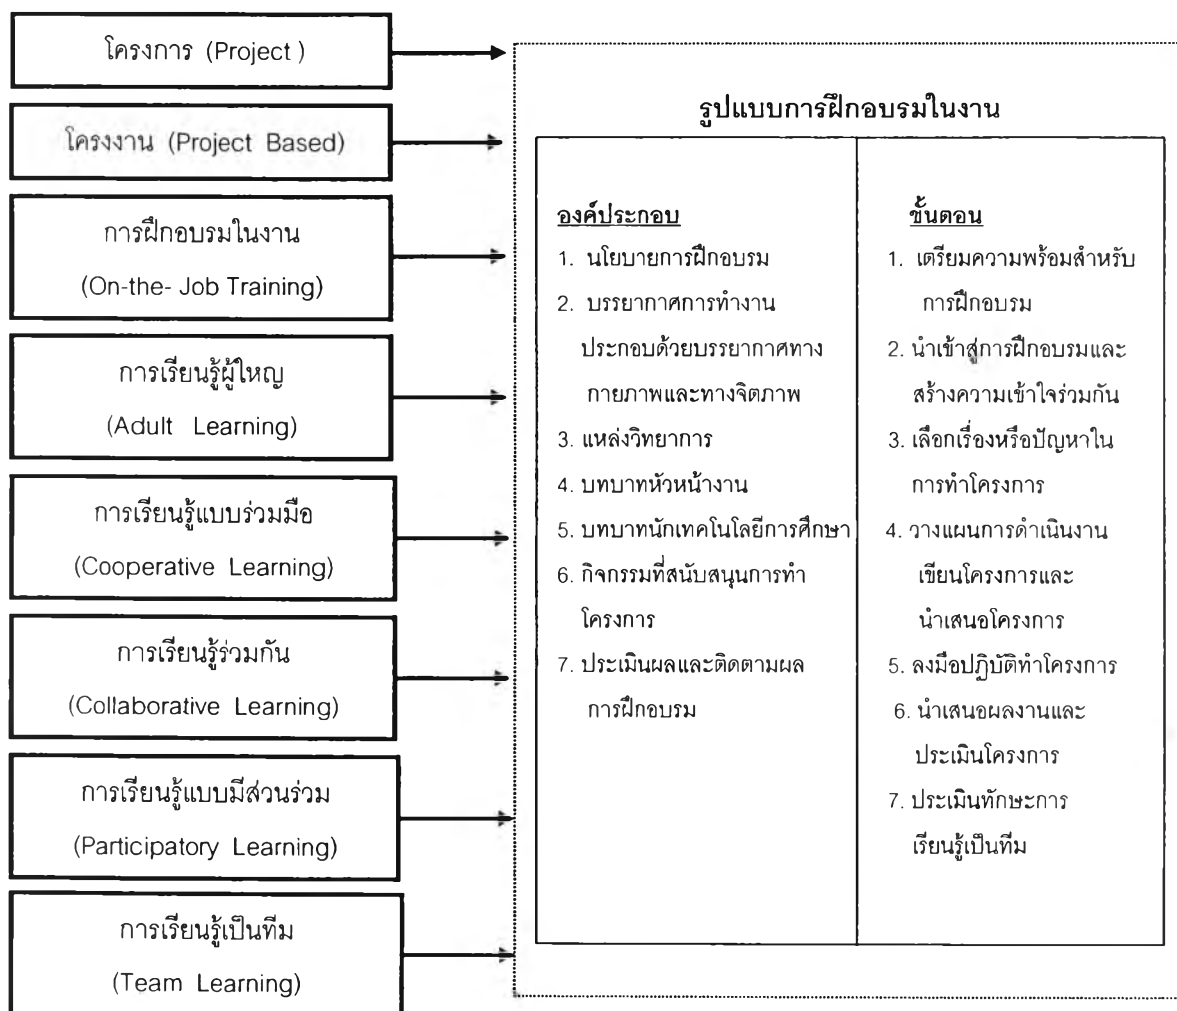 โครงการ (Project )
โครงงาน (Project Based)
การฝึกอบรมในงาน
(On-the- Job Training)
การเรียนรู้ผู้ใหญ่
(Adult Learning)
การเรียนรู้แบบร่วมมือ
(Cooperative Learning)
การเรียนรู้ร่วมกัน
(Collaborative Learning)
การเรียนรู้แบบมีส่วนร่วม
(Participatory Learning)
การเรียนรู้เป็นทีม
(Team Learning)
รูปแบบการฝึกอบรมในงาน
องค์ประกอบ
1. นโยบายการฝึกอบรม
2. บรรยากาศการทำงาน
ประกอบด้วยบรรยากาศทาง
กายภาพและทางจิตภาพ
3. แหล่งวิทยาการ
4. บทบาทหัวหน้างาน
5. บทบาทนักเทคโนโลยีการศึกษา
6. กิจกรรมที่สนับสนุนการทำ
โครงการ
7. ประเมินผลและติดตามผล
การฝึกอบรม
ขั้นตอน
1. เตรียมความพร้อมสำหรับ
การฝึกอบรม
2. นำเข้าสู่การฝึกอบรมและ
สร้างความเข้าใจร่วมกัน
3. เลือกเรื่องหรือปัญหาใน
การทำโครงการ
4. วางแผนการดำเนินงาน
เขียนโครงการและ
นำเสนอโครงการ
5. ลงมือปฏิบัติทำโครงการ
6. นำเสนอผลงานและ
ประเมินโครงการ
7. ประเมินทักษะการ
เรียนรู้เป็นทีม